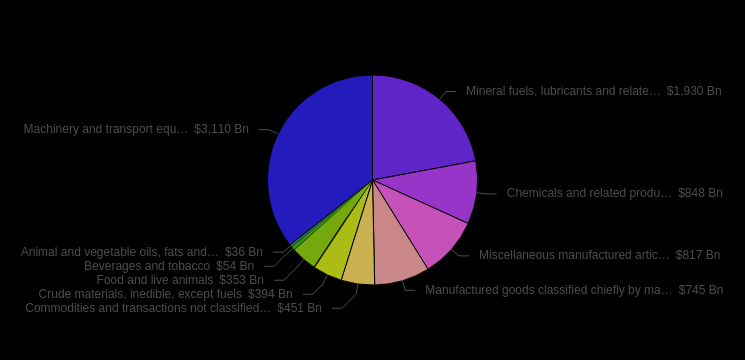 Mineral fuels, lubricants and relate… $1,930 Bn
Machinery and transport equ… $3,110 Bn
Chemicals and related produ… $848 Bn
Animal and vegetable oils, fats and… $36 Bn
Miscellaneous manufactured artic… $817 Bn
Beverages and tobacco $54 Bn
Food and live animals $353 Bn
Manufactured goods classified chiefly by ma… $745 Bn
Crude materials, inedible, except fuels $394 Bn
Commodities and transactions not classified… $451 Bn